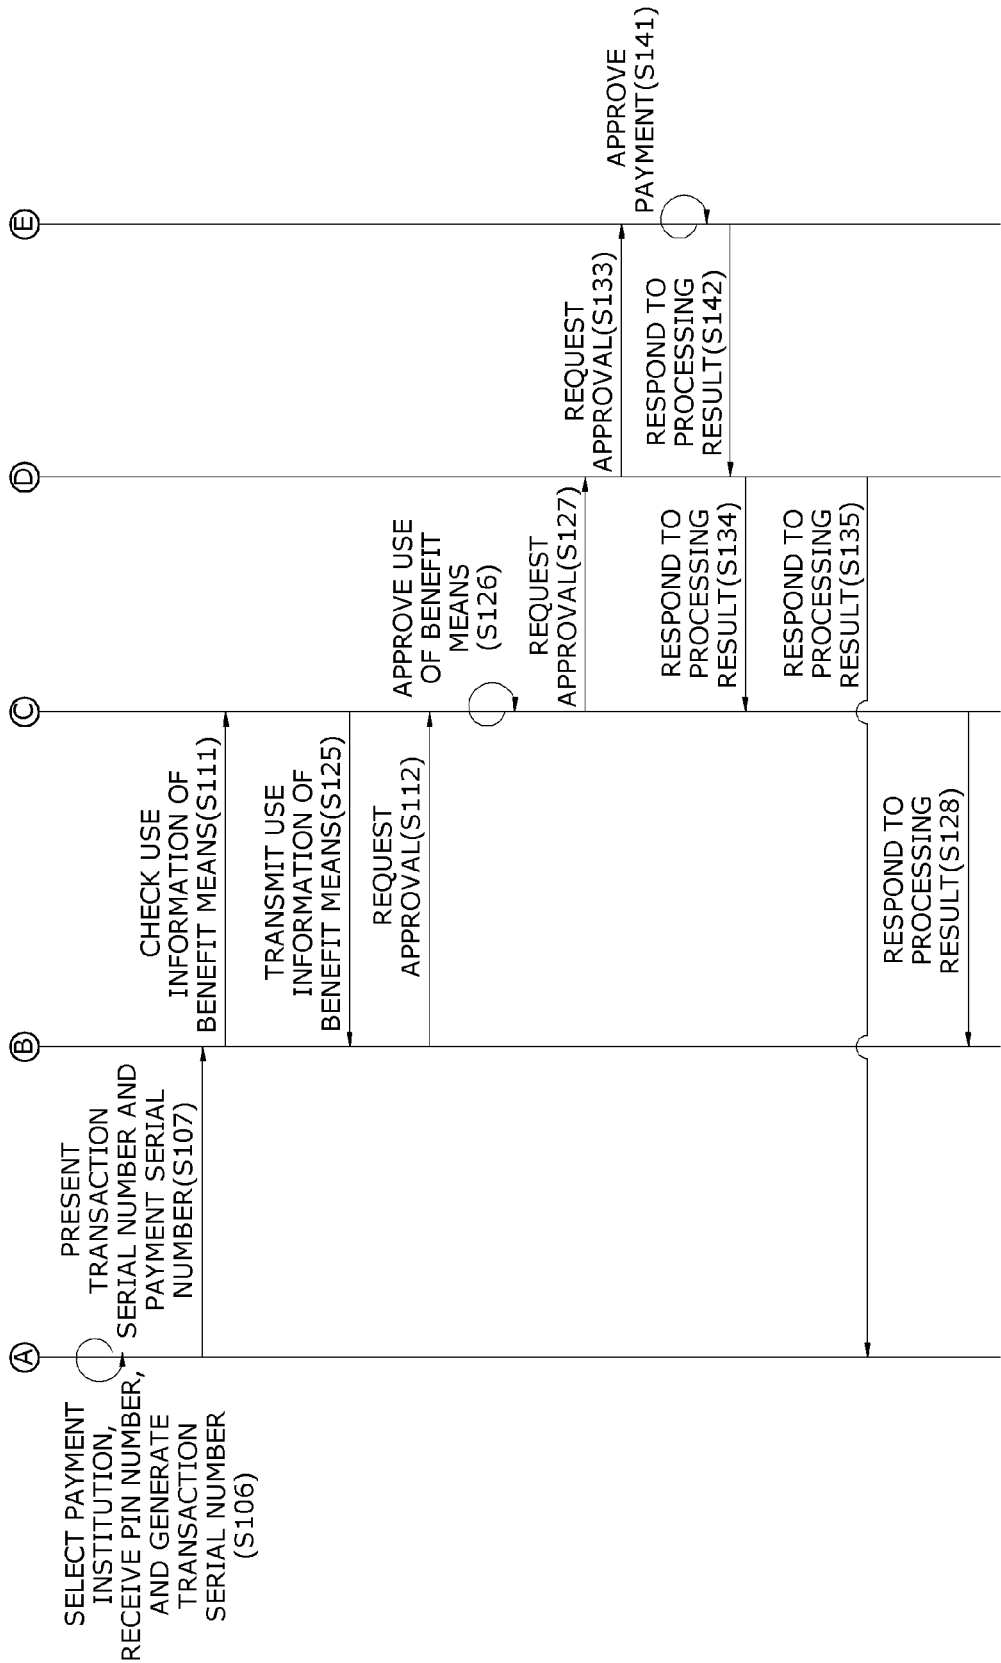 A
B
C
D
E
SELECT PAYMENT
INSTITUTION,
RECEIVE PIN NUMBER,
AND GENERATE
TRANSACTION
SERIAL NUMBER
(S106)
PRESENT
TRANSACTION
SERIAL NUMBER AND
PAYMENT SERIAL
NUMBER(S107)
CHECK USE
INFORMATION OF
BENEFIT MEANS(S111)
TRANSMIT USE
INFORMATION OF
BENEFIT MEANS(S125)
REQUEST
APPROVAL(S112)
APPROVE USE
OF BENEFIT
MEANS
(S126)
REQUEST
APPROVAL(S127)
REQUEST
APPROVAL(S133)
APPROVE
PAYMENT(S141)
RESPOND TO
PROCESSING
RESULT(S142)
RESPOND TO
PROCESSING
RESULT(S134)
RESPOND TO
PROCESSING
RESULT(S135)
RESPOND TO
PROCESSING
RESULT(S128)